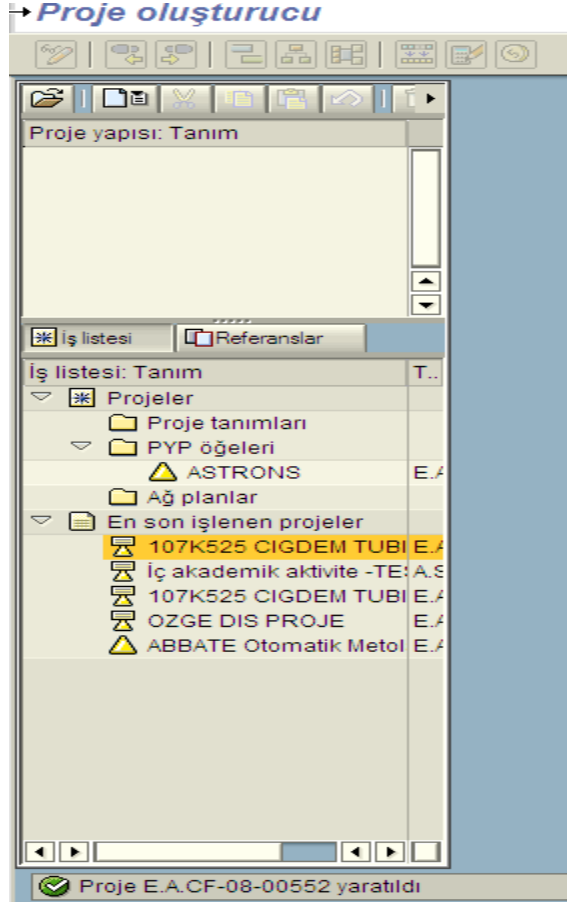 Proje oluşturucu
Proje yapısı: Tanım
İş listesi Referanslar
İş listesi: Tanım T..
Projeler
Proje tanımları
PYP öğeleri
ASTRONS E.A
Ağ planlar
En son işlenen projeler
107K525 CIGDEM TUBI E.A
İç akademik aktivite -TES A.S
107K525 CIGDEM TUBI E.A
OZGE DIS PROJE E.A
ABBATE Otomatik Metol E.A
Proje E.A.CF-08-00552 yaratıldı